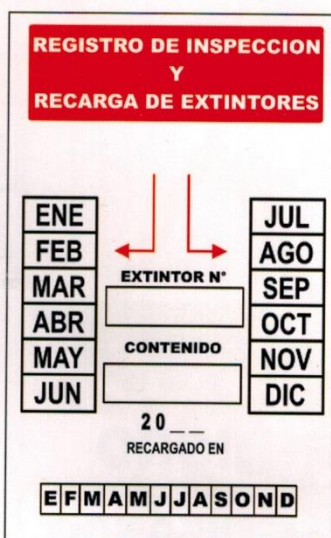 REGISTRO DE INSPECCION
Y
RECARGA DE EXTINTORES
ENE
FEB
MAR
ABR
MAY
JUN
JUL
AGO
SEP
OCT
NOV
DIC
EXTINTOR N°
CONTENIDO
20__
RECARGADO EN
E F M A M J J A S O N D